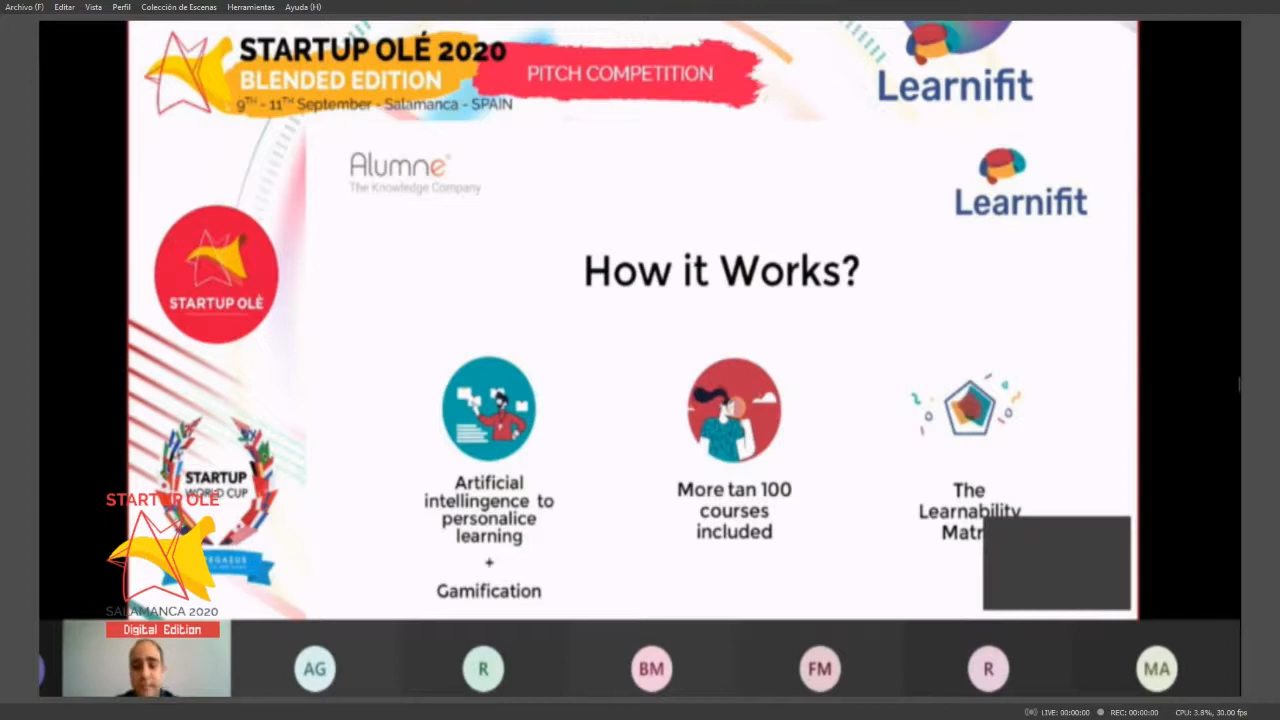 Archivo (F) Editar Vista Perfil Colección de Escenas Herramientas Ayuda (H)
STARTUP OLÉ 2020
BLENDED EDITION
9TH - 11TH September - Salamanca - SPAIN
PITCH COMPETITION
Learnifit
Alumne
The Knowledge Company
Learnifit
How it Works?
STARTUP OLÉ
Artificial
intellingence to
personalice
learning
+
Gamification
More tan 100
courses
included
The
Learnability
Matr
STARTUP
WORLD CUP
STARTUP OLÉ
PEGASUS
SALAMANCA 2020
Digital Edition
AG
R
BM
FM
R
MA
LIVE: 00:00:00 REC: 00:00:00 CPU: 3.8%, 30.00 fps